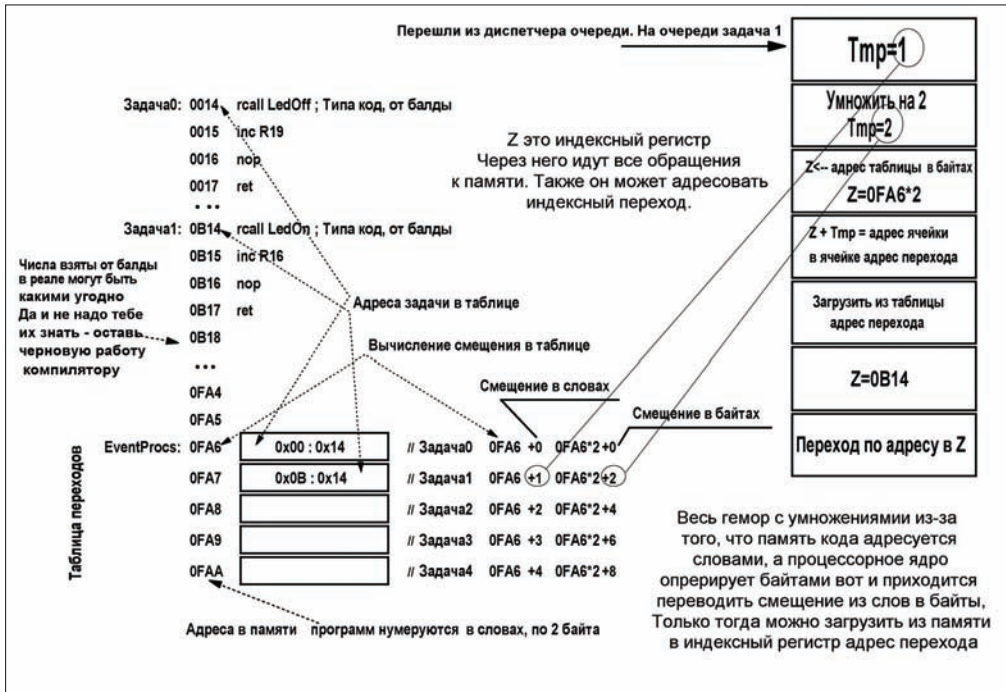 Перешли из диспетчера очереди. На очереди задача 1
Tmp=1
Умножить на 2
Tmp=2
Z<-- адрес таблицы в байтах
Z=0FA6*2
Z + Tmp = адрес ячейки
в ячейке адрес перехода
Загрузить из таблицы
адрес перехода
Z=0B14
Переход по адресу в Z
Задача0: 0014 rcall LedOff ; Типа код, от балды
0015 inc R19
0016 nop
0017 ret
...
Задача1: 0B14 rcall LedOn ; Типа код, от балды
0B15 inc R16
0B16 nop
0B17 ret
0B18
...
0FA4
0FA5
Z это индексный регистр
Через него идут все обращения
к памяти. Также он может адресовать
индексный переход.
Числа взяты от балды
в реале могут быть
какими угодно
Да и не надо тебе
их знать - оставь
черновую работу
компилятору
Адреса задачи в таблице
Вычисление смещения в таблице
Смещение в словах
Смещение в байтах
Таблица переходов
EventProcs: 0FA6 0x00 : 0x14 // Задача0 0FA6 +0 0FA6*2 +0
0FA7 0x0B : 0x14 // Задача1 0FA6 +1 0FA6*2 +2
0FA8 // Задача2 0FA6 +2 0FA6*2 +4
0FA9 // Задача3 0FA6 +3 0FA6*2 +6
0FAA // Задача4 0FA6 +4 0FA6*2 +8
Адреса в памяти программ нумеруются в словах, по 2 байта
Весь гемор с умножениямии из-за
того, что память кода адресуется
словами, а процессорное ядро
опрерирует байтами вот и приходится
переводить смещение из слов в байты,
Только тогда можно загрузить из памяти
в индексный регистр адрес перехода